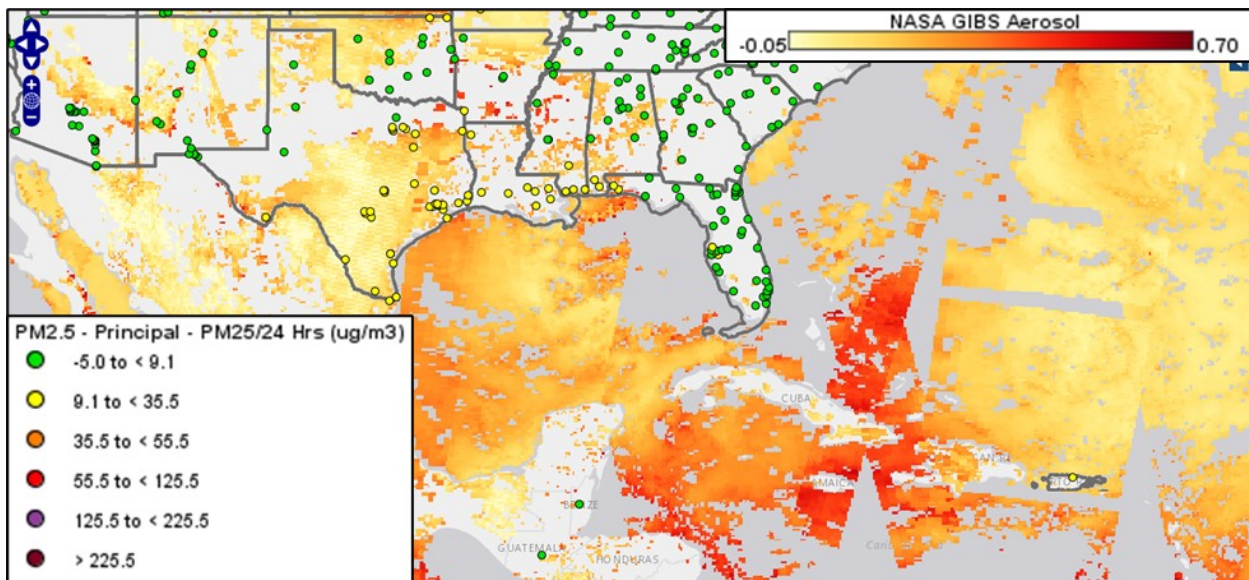 NASA GIBS Aerosol
-0.05 0.70
PM2.5 - Principal - PM25/24 Hrs (ug/m3)
-5.0 to < 9.1
9.1 to < 35.5
35.5 to < 55.5
55.5 to < 125.5
125.5 to < 225.5
> 225.5
CUBA
JAMAICA
GUATEMALA
HONDURAS